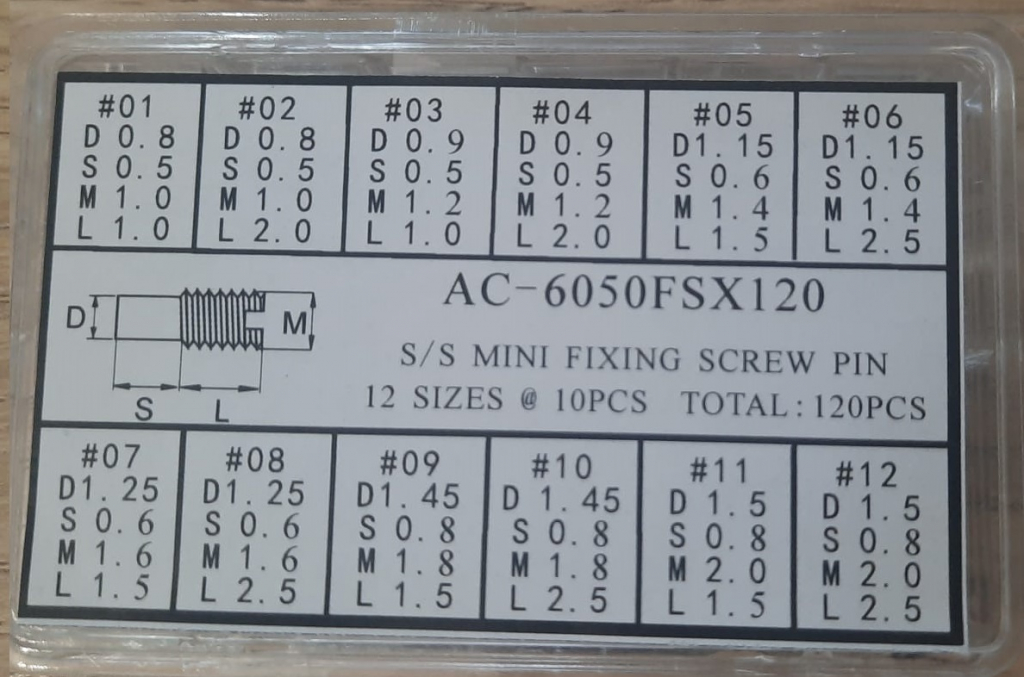 #01
D 0.8
S 0.5
M 1.0
L 1.0
#02
D 0.8
S 0.5
M 1.0
L 2.0
#03
D 0.9
S 0.5
M 1.2
L 1.0
#04
D 0.9
S 0.5
M 1.2
L 2.0
#05
D1.15
S 0.6
M 1.4
L 1.5
#06
D1.15
S 0.6
M 1.4
L 2.5
D
M
S
L
AC-6050FSX120
S/S MINI FIXING SCREW PIN
12 SIZES @ 10PCS TOTAL:120PCS
#07
D1.25
S 0.6
M 1.6
L 1.5
#08
D1.25
S 0.6
M 1.6
L 2.5
#09
D1.45
S 0.8
M 1.8
L 1.5
#10
D 1.45
S 0.8
M 1.8
L 2.5
#11
D 1.5
S 0.8
M 2.0
L 1.5
#12
D 1.5
S 0.8
M 2.0
L 2.5